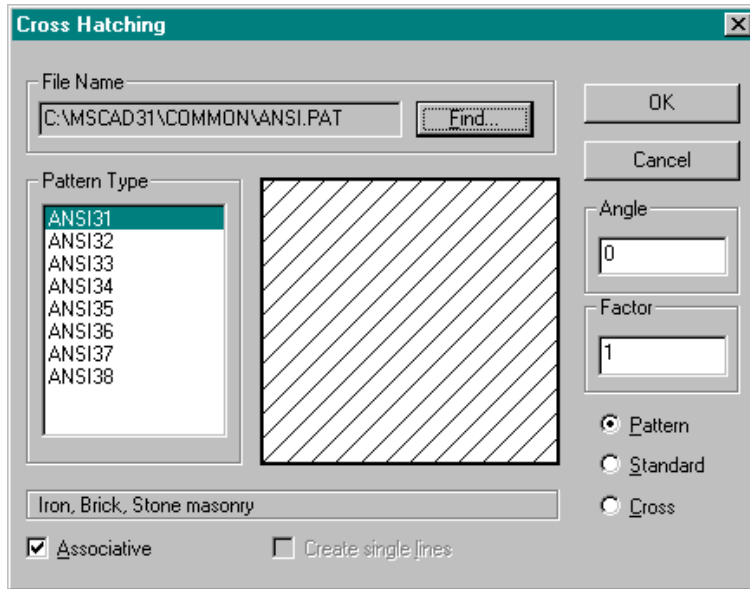 Cross Hatching
File Name
C:\MSCAD31\COMMON\ANSI.PAT
Find...
OK
Cancel
Pattern Type
ANSI31
ANSI32
ANSI33
ANSI34
ANSI35
ANSI36
ANSI37
ANSI38
Angle
0
Factor
1
Pattern
Standard
Cross
Iron, Brick, Stone masonry
Associative
Create single lines